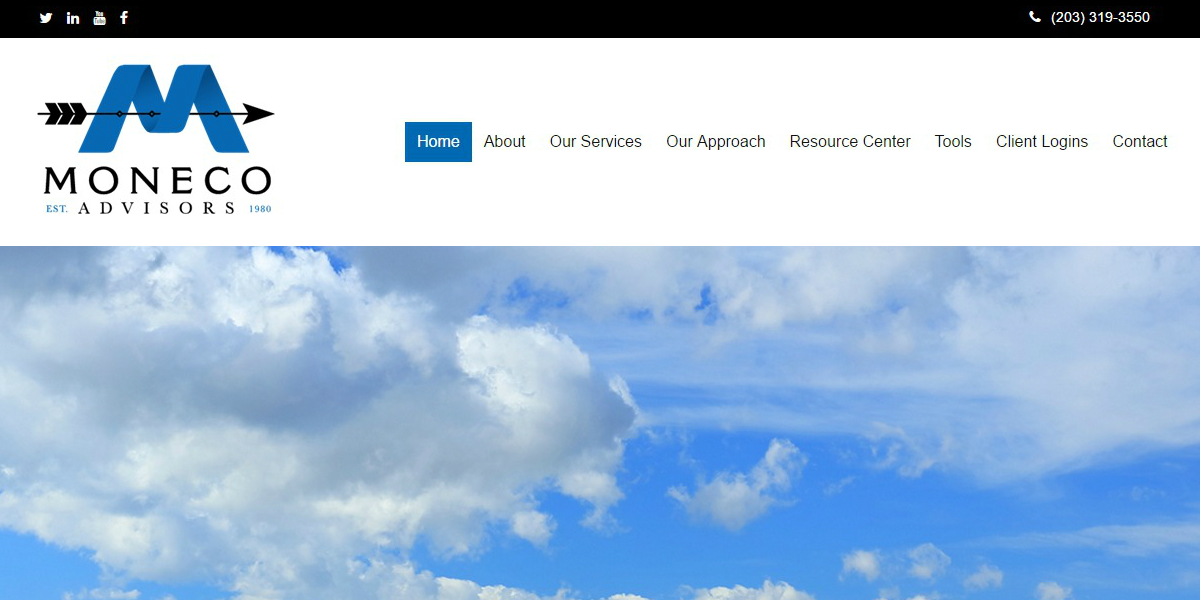 (203) 319-3550
Home About Our Services Our Approach Resource Center Tools Client Logins Contact
MONECO
EST. ADVISORS 1980